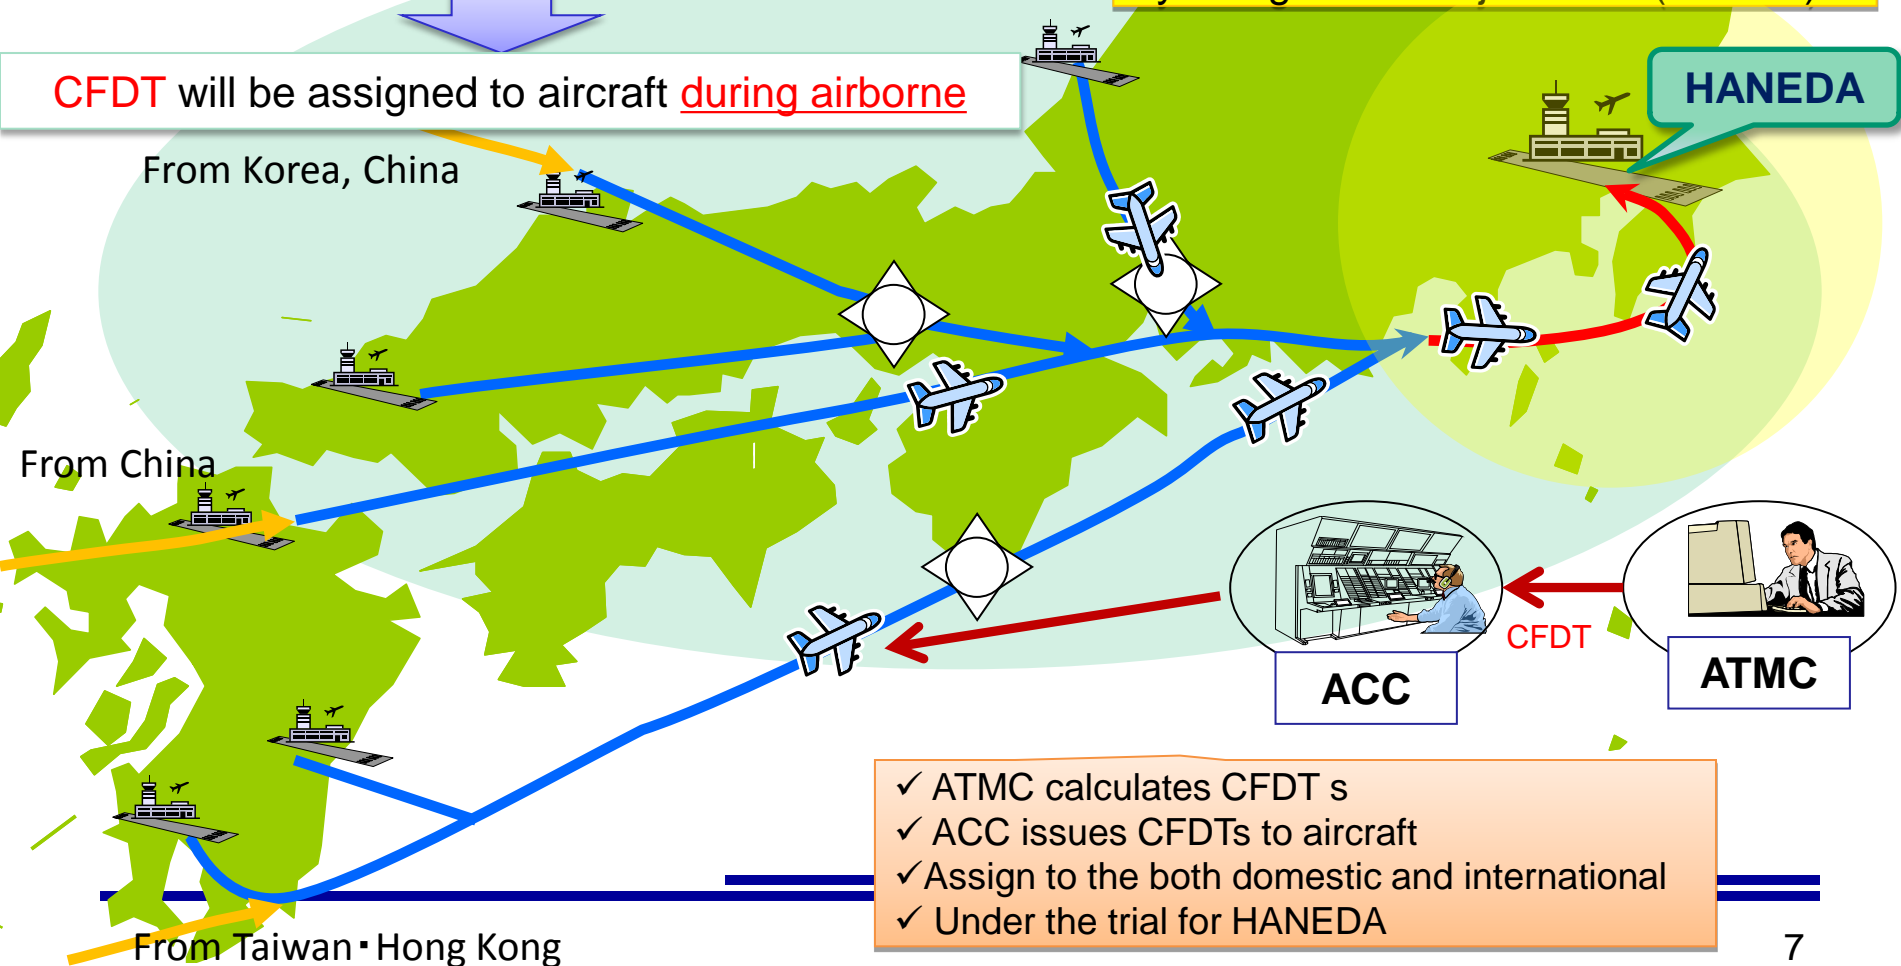 CFDT will be assigned to aircraft during airborne
HANEDA
From Korea, China
From China
CFDT
ACC
ATMC
✓ ATMC calculates CFDT s
✓ ACC issues CFDTs to aircraft
✓Assign to the both domestic and international
✓ Under the trial for HANEDA
From Taiwan・Hong Kong
7